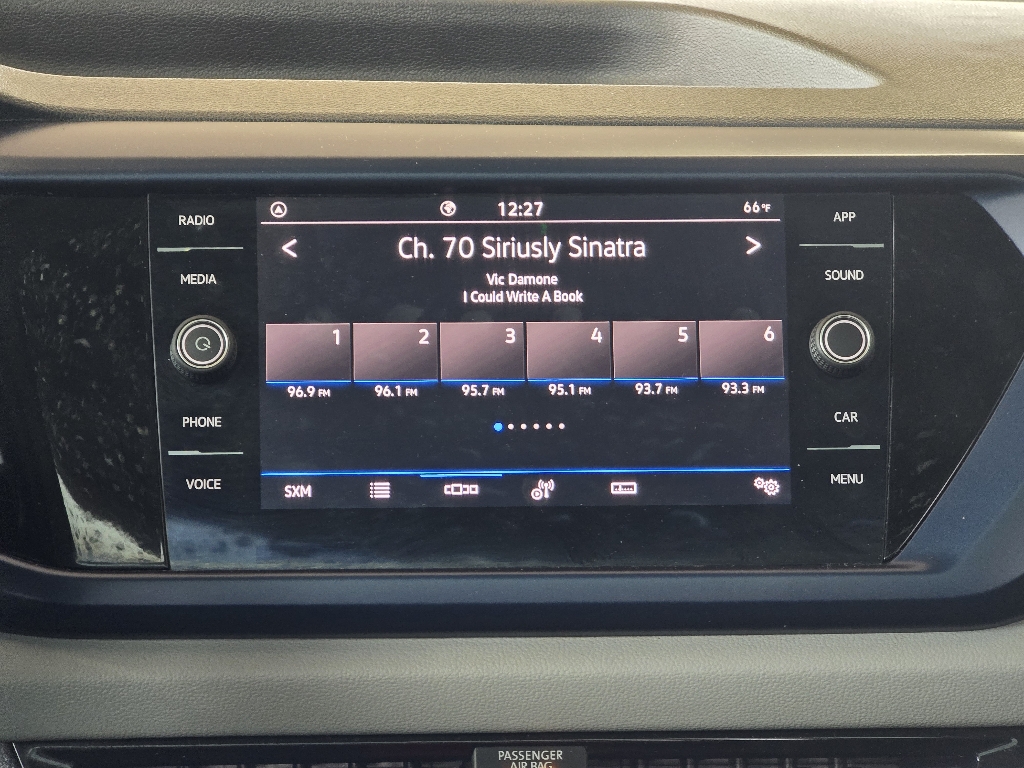 RADIO
MEDIA
PHONE
VOICE
12:27
66°F
< Ch. 70 Siriusly Sinatra >
Vic Damone
I Could Write A Book
1 2 3 4 5 6
96.9 FM 96.1 FM 95.7 FM 95.1 FM 93.7 FM 93.3 FM
SXM
APP
SOUND
CAR
MENU
PASSENGER
AIR BAG